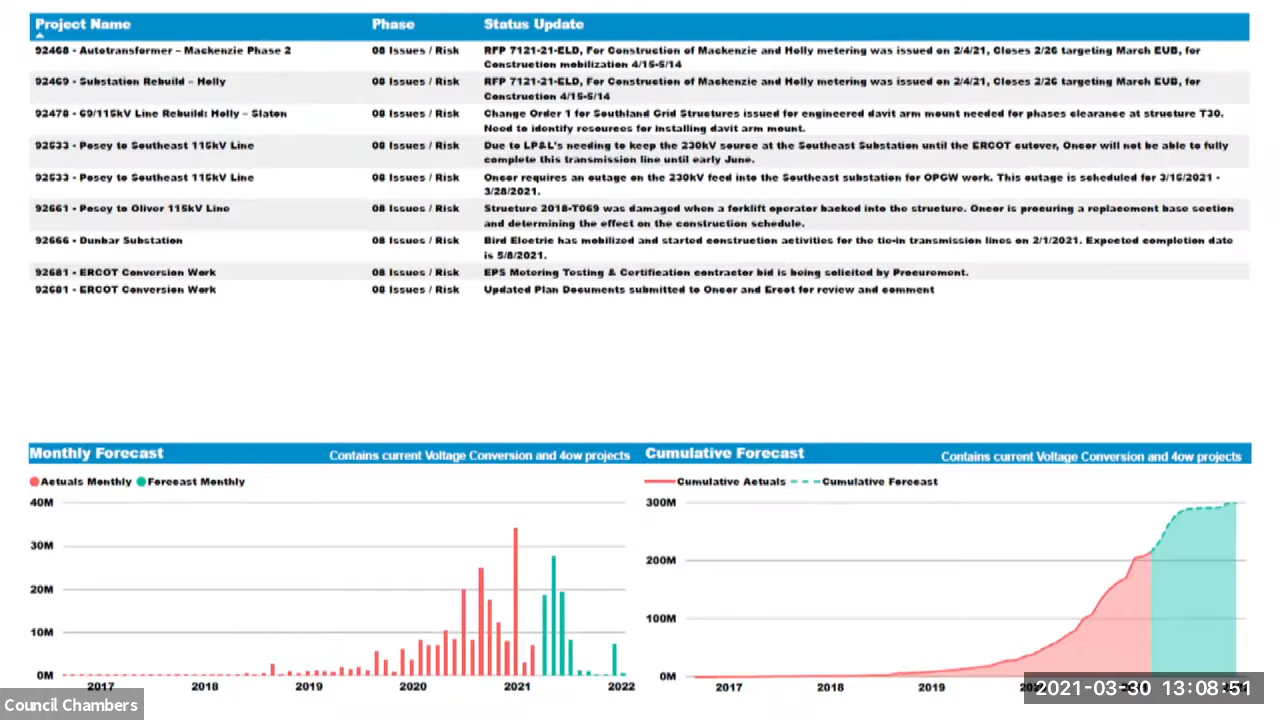 Project Name Phase Status Update
92468 - Autotransformer – Mackenzie Phase 2 08 Issues / Risk RFP 7121-21-ELD, For Construction of Mackenzie and Holly metering was issued on 2/4/21, Closes 2/26 targeting March EUB, for
Construction mobilization 4/15-5/14
92469 - Substation Rebuild – Holly 08 Issues / Risk RFP 7121-21-ELD, For Construction of Mackenzie and Holly metering was issued on 2/4/21, Closes 2/26 targeting March EUB, for
Construction 4/15-5/14
92478 - 69/115kV Line Rebuild: Holly – Slaton 08 Issues / Risk Change Order 1 for Southland Grid Structures issued for engineered davit arm mount needed for phases clearance at structure T30.
Need to identify resources for installing davit arm mount.
92533 - Posey to Southeast 115kV Line 08 Issues / Risk Due to LP&L's needing to keep the 230kV source at the Southeast Substation until the ERCOT cutover, Oncor will not be able to fully
complete this transmission line until early June.
92533 - Posey to Southeast 115kV Line 08 Issues / Risk Oncor requires an outage on the 230kV feed into the Southeast substation for OPGW work. This outage is scheduled for 3/15/2021 -
3/28/2021.
92661 - Posey to Oliver 115kV Line 08 Issues / Risk Structure 2018-T069 was damaged when a forklift operator backed into the structure. Oncor is procuring a replacement base section
and determining the effect on the construction schedule.
92666 - Dunbar Substation 08 Issues / Risk Bird Electric has mobilized and started construction activities for the tie-in transmission lines on 2/1/2021. Expected completion date
is 5/8/2021.
92681 - ERCOT Conversion Work 08 Issues / Risk EPS Metering Testing & Certification contractor bid is being solicited by Procurement.
92681 - ERCOT Conversion Work 08 Issues / Risk Updated Plan Documents submitted to Oncor and Ercot for review and comment
Monthly Forecast Contains current Voltage Conversion and 4ow projects
Actuals Monthly Forecast Monthly
40M
30M
20M
10M
0M
2017 2018 2019 2020 2021 2022
Cumulative Forecast Contains current Voltage Conversion and 4ow projects
Cumulative Actuals Cumulative Forecast
300M
200M
100M
0M
2017 2018 2019
2021-03-30 13:08:51
Council Chambers